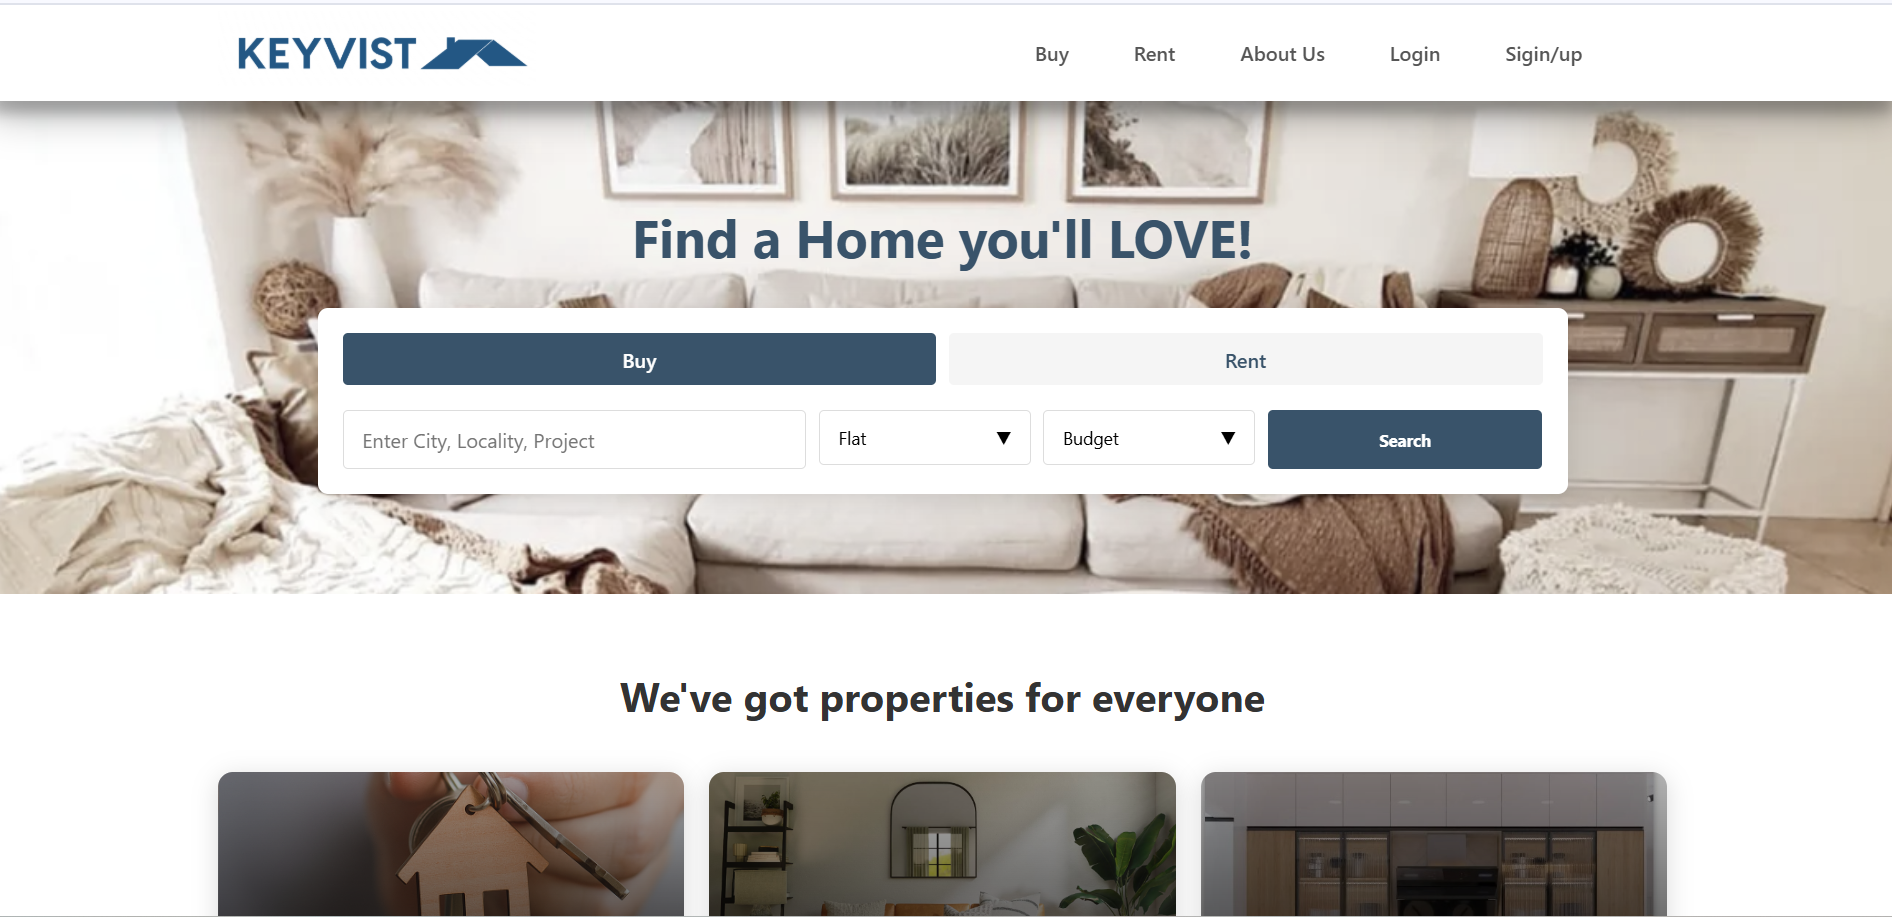 KEYVIST
Buy Rent About Us Login Sigin/up
Find a Home you'll LOVE!
Buy Rent
Enter City, Locality, Project Flat ▼ Budget ▼ Search
We've got properties for everyone